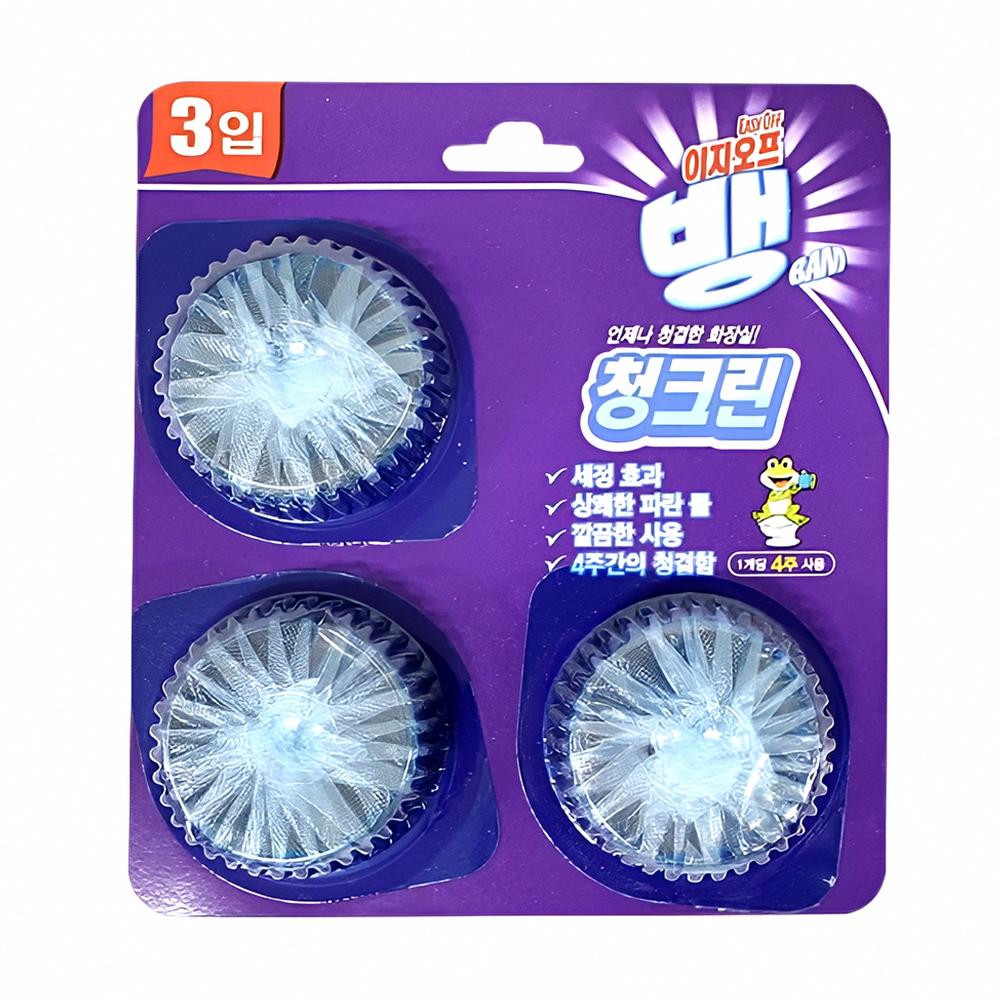 3입
EASY OFF
이지오프
뱅
BAM
언제나 청결한 화장실!
청크린
세정 효과
상쾌한 파란 물
깔끔한 사용
4주간의 청결함
1개당 4주 사용